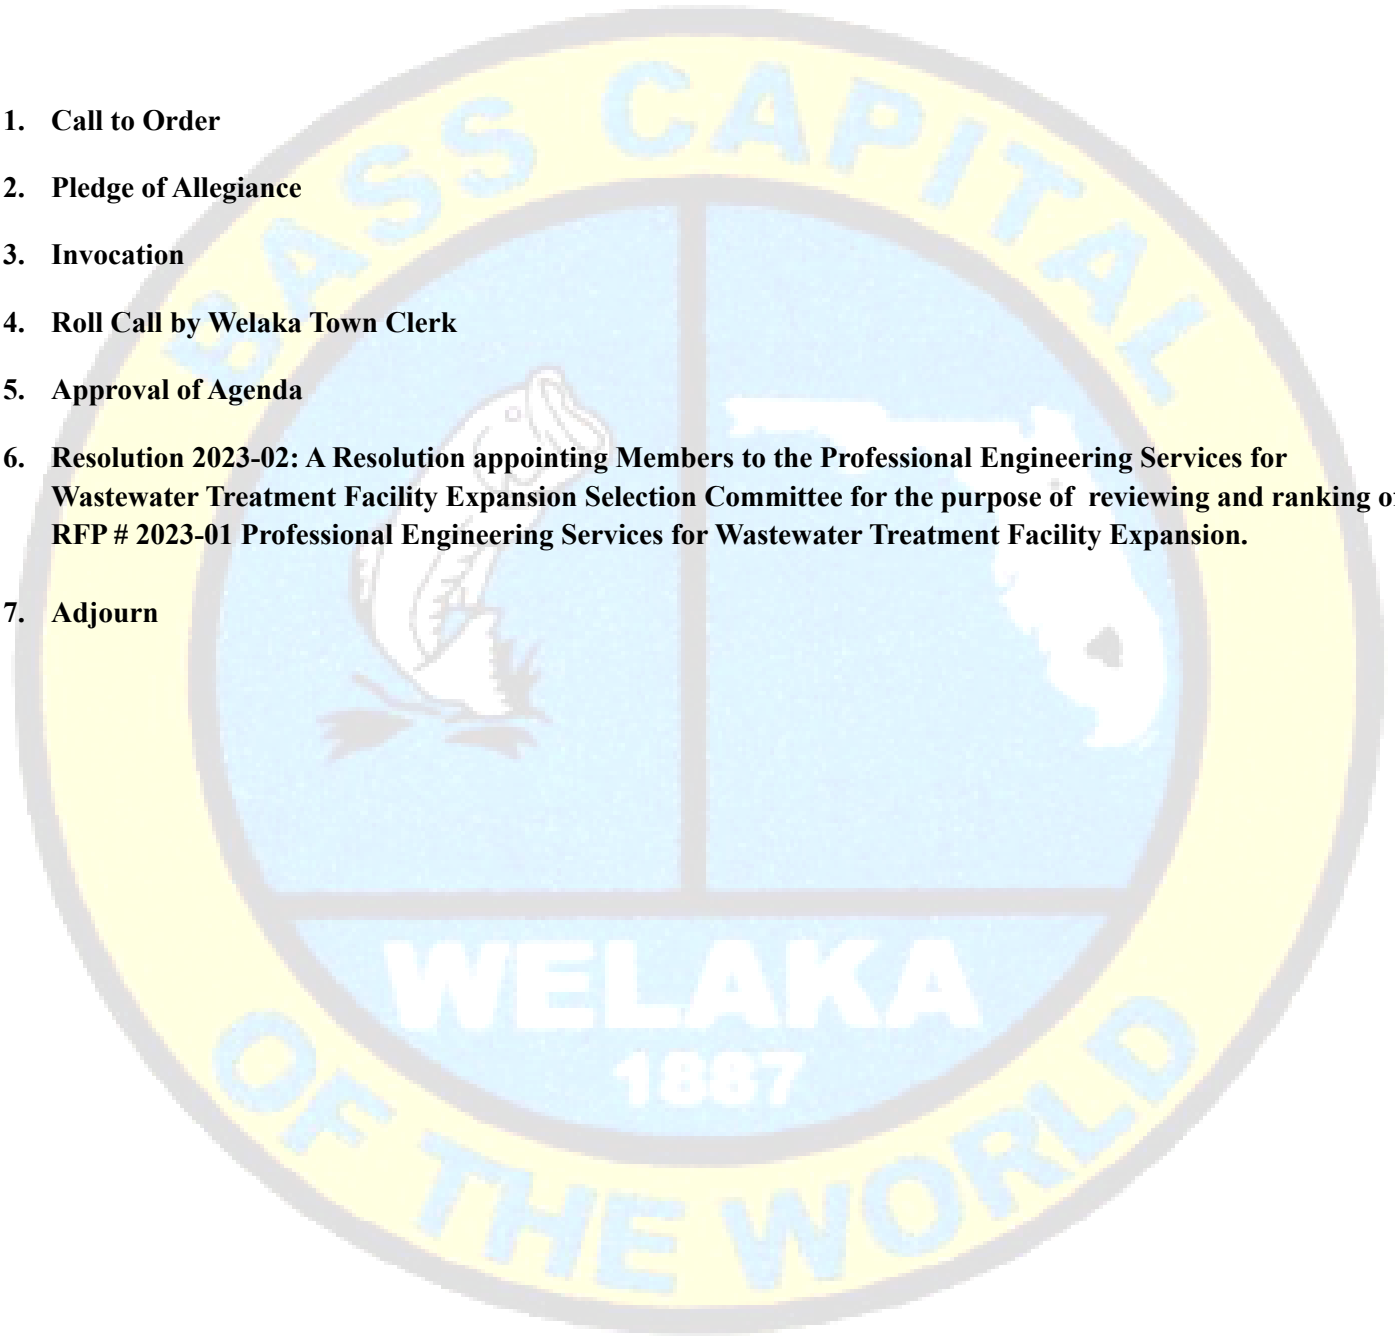 1. Call to Order
2. Pledge of Allegiance
3. Invocation
4. Roll Call by Welaka Town Clerk
5. Approval of Agenda
6. Resolution 2023-02: A Resolution appointing Members to the Professional Engineering Services for
Wastewater Treatment Facility Expansion Selection Committee for the purpose of  reviewing and ranking of
RFP # 2023-01 Professional Engineering Services for Wastewater Treatment Facility Expansion.
7. Adjourn
BASS CAPITAL
WELAKA
1887
OF THE WORLD